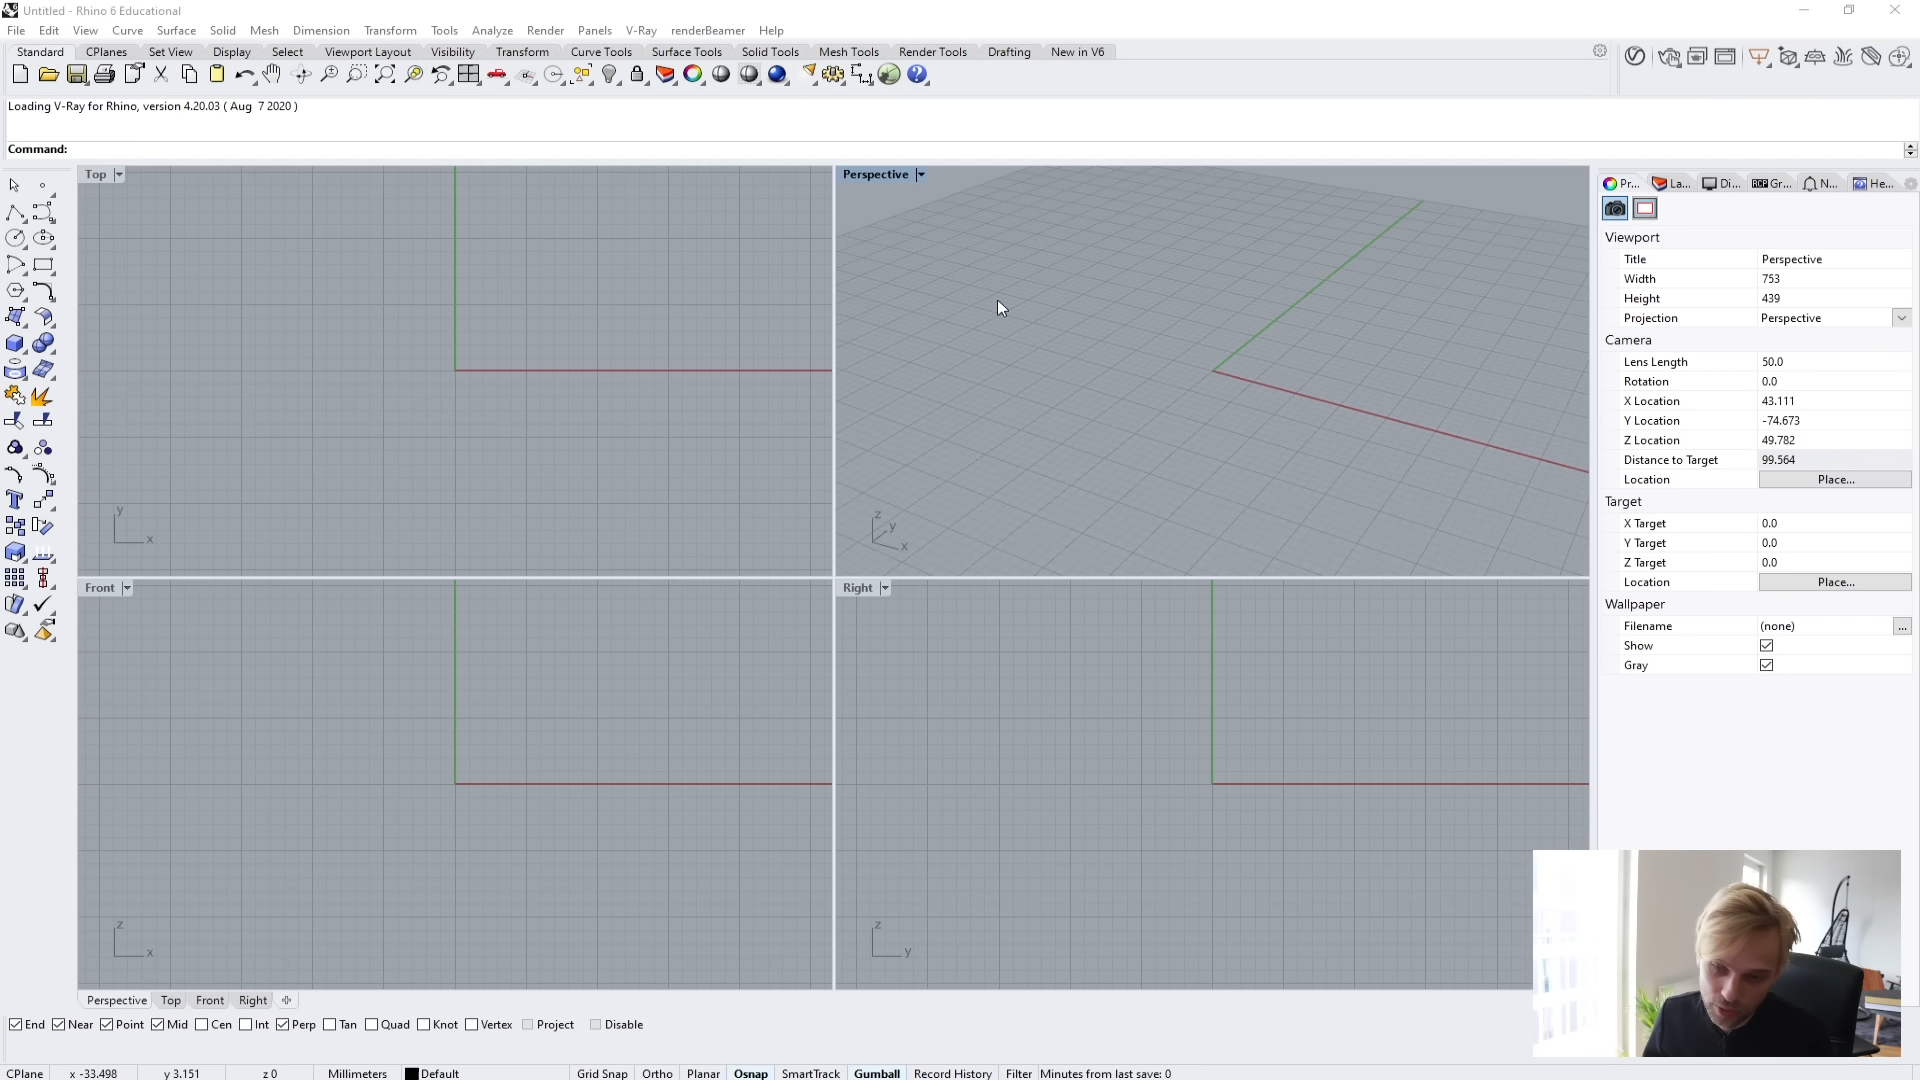 Untitled - Rhino 6 Educational
File Edit View Curve Surface Solid Mesh Dimension Transform Tools Analyze Render Panels V-Ray renderBeamer Help
Standard CPlanes Set View Display Select Viewport Layout Visibility Transform Curve Tools Surface Tools Solid Tools Mesh Tools Render Tools Drafting New in V6
Loading V-Ray for Rhino, version 4.20.03 ( Aug 7 2020 )
Command:
Top
Perspective
Pr... La... Di... Gr... N... He...
Viewport
Title Perspective
Width 753
Height 439
Projection Perspective
Camera
Lens Length 50.0
Rotation 0.0
X Location 43.111
Y Location -74.673
Z Location 49.782
Distance to Target 99.564
Location Place...
Target
X Target 0.0
Y Target 0.0
Z Target 0.0
Location Place...
Wallpaper
Filename (none) ...
Show
Gray
y
x
z
y
x
Front
Right
z
x
z
y
Perspective Top Front Right
End Near Point Mid Cen Int Perp Tan Quad Knot Vertex Project Disable
CPlane x -33.498 y 3.151 z 0 Millimeters Default Grid Snap Ortho Planar Osnap SmartTrack Gumball Record History Filter Minutes from last save: 0